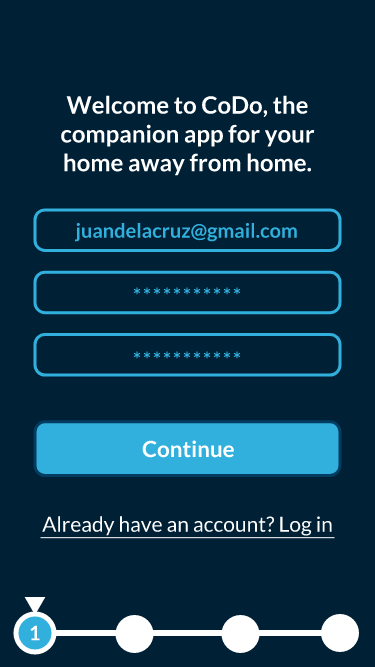 Welcome to CoDo, the
companion app for your
home away from home.
juandelacruz@gmail.com
***********
***********
Continue
Already have an account? Log in
1